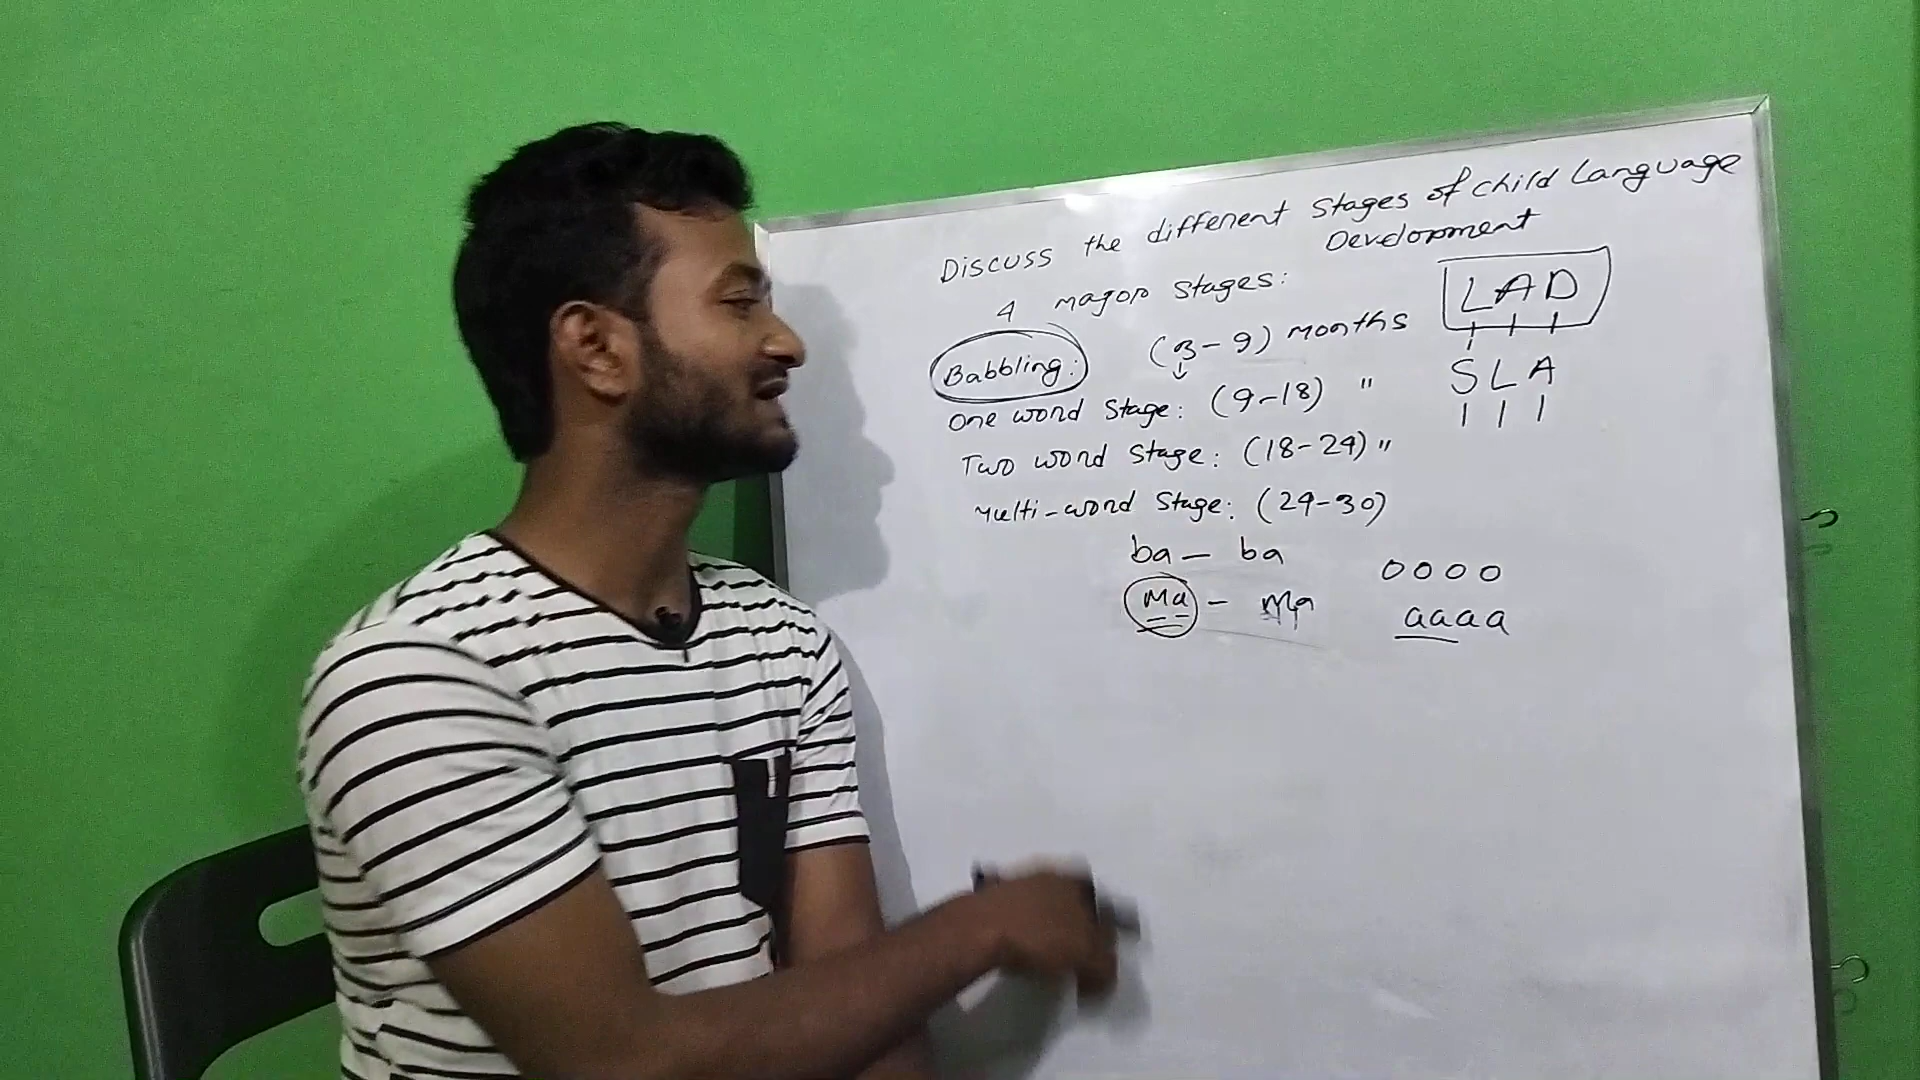 Discuss the different stages of child Language
Development
4 major stages:
Babbling: (3-9) months
One word stage: (9-18) "
Two word stage: (18-24) "
Multi-word stage: (24-30)
LAD
SLA
ba - ba
Ma - Ma
0000
aaaa